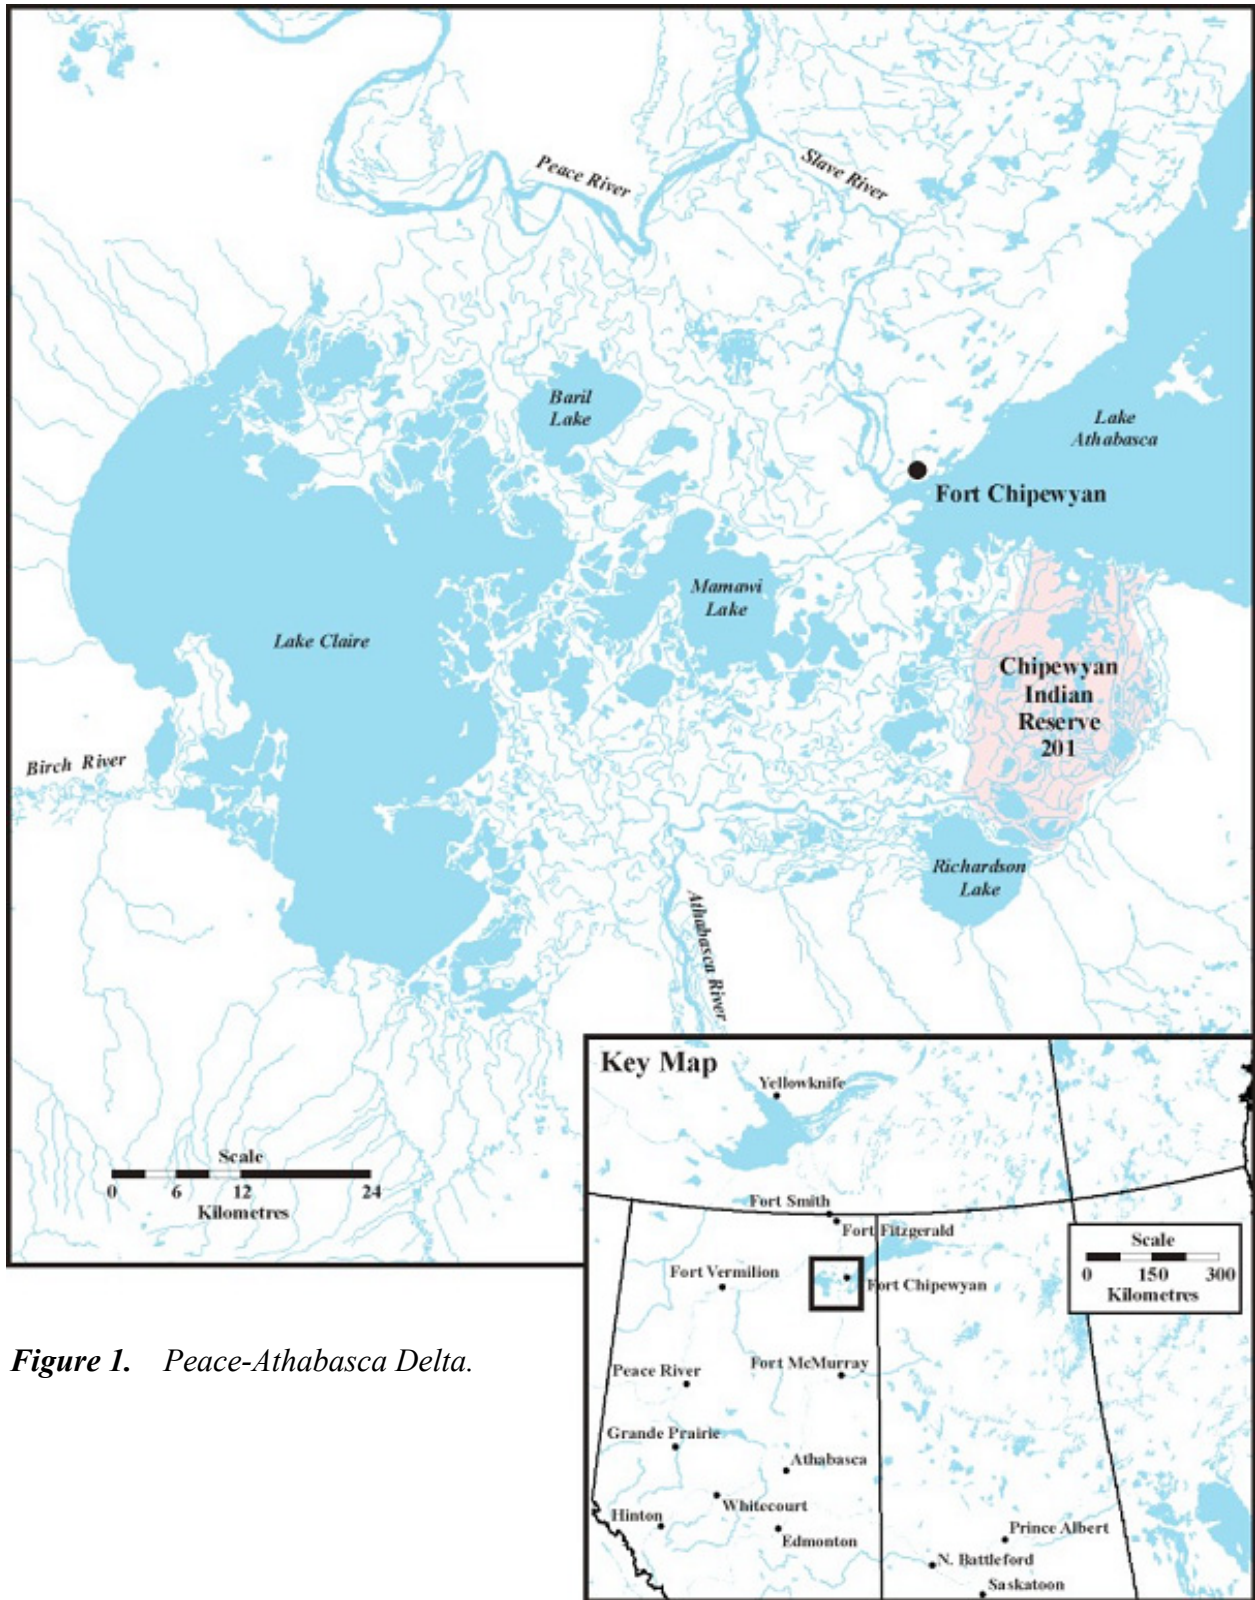 Peace River
Slave River
Baril
Lake
Lake
Athabasca
Fort Chipewyan
Mamawi
Lake
Lake Claire
Chipewyan
Indian
Reserve
201
Birch River
Richardson
Lake
Athabasca River
Scale
0 6 12 24
Kilometres
Key Map
Yellowknife
Fort Smith
Fort Fitzgerald
Scale
0 150 300
Kilometres
Fort Vermilion
Fort Chipewyan
Peace River
Fort McMurray
Grande Prairie
Athabasca
Whitecourt
Hinton
Edmonton
Prince Albert
N. Battleford
Saskatoon
Figure 1. Peace-Athabasca Delta.